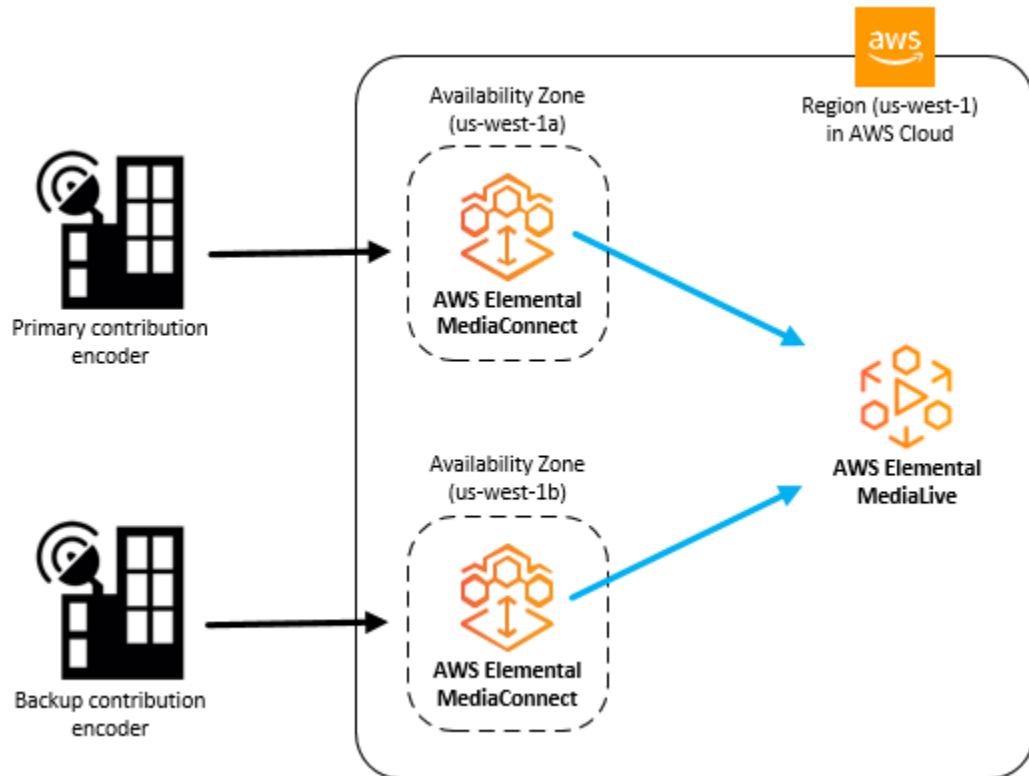 aws
Region (us-west-1)
in AWS Cloud
Availability Zone
(us-west-1a)
AWS Elemental
MediaConnect
Primary contribution
encoder
AWS Elemental
MediaLive
Availability Zone
(us-west-1b)
AWS Elemental
MediaConnect
Backup contribution
encoder